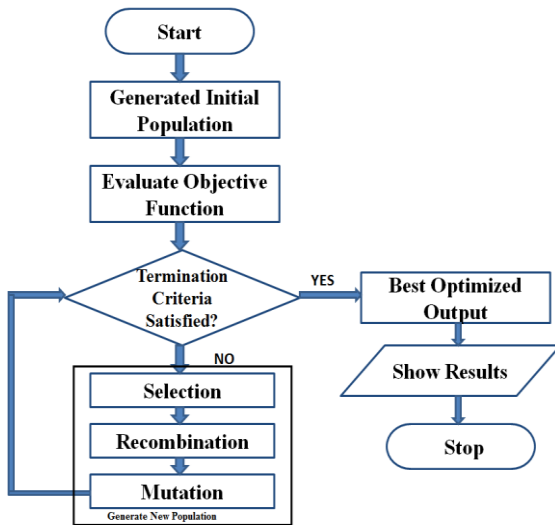 Start
Generated Initial
Population
Evaluate Objective
Function
Termination
Criteria
Satisfied?
YES
Best Optimized
Output
Show Results
Stop
NO
Selection
Recombination
Mutation
Generate New Population